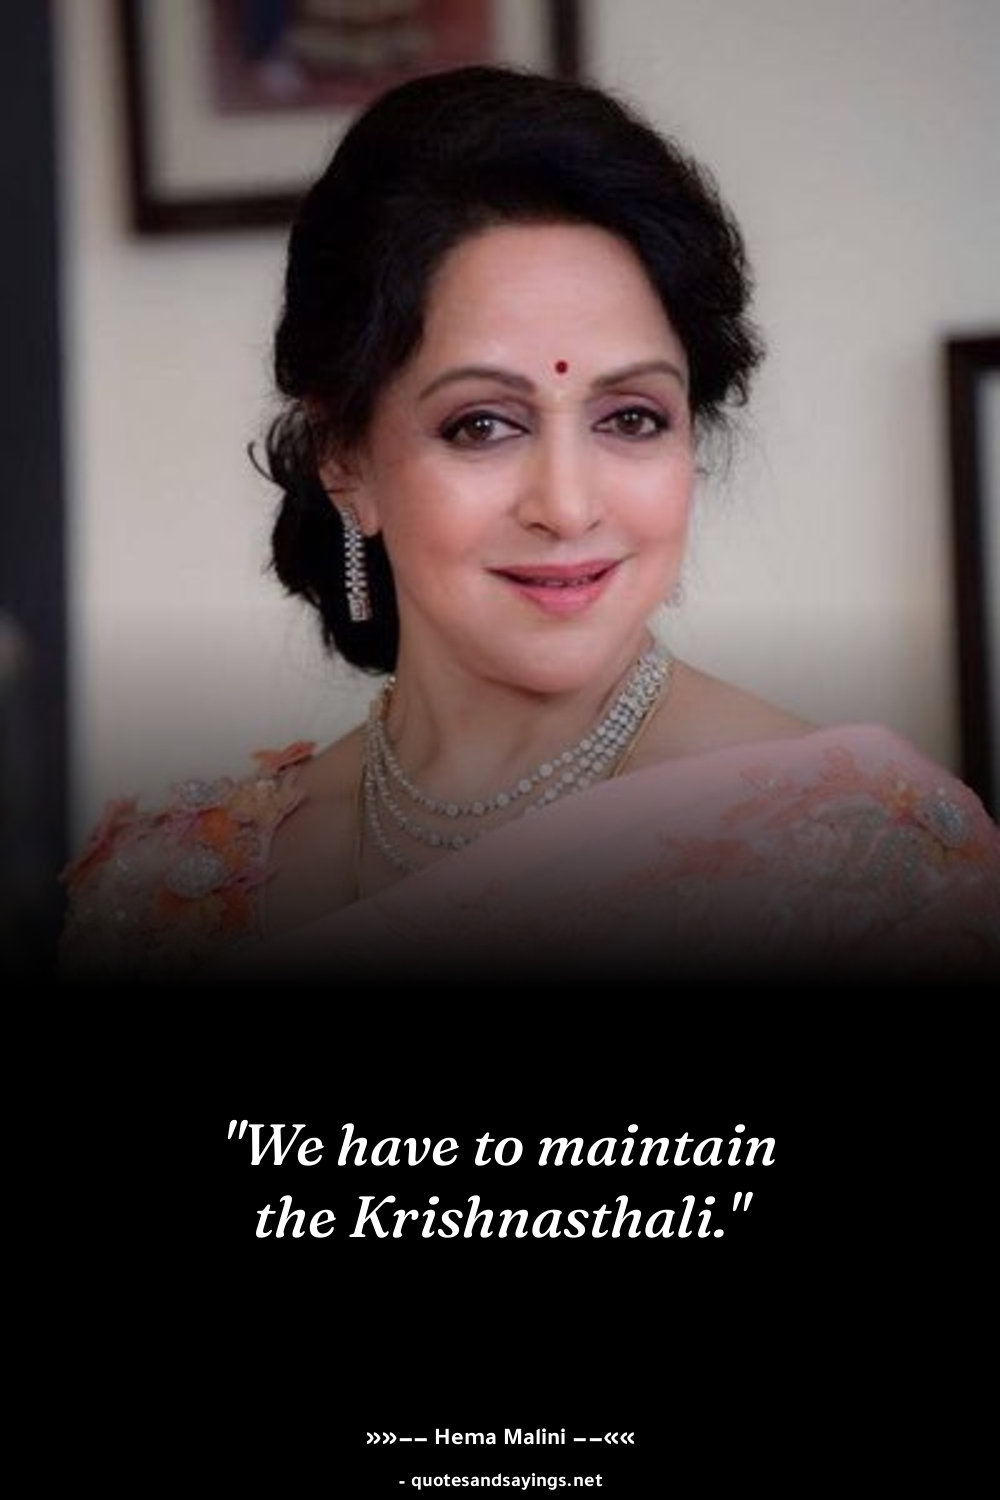 "We have to maintain
the Krishnasthali."
»»−− Hema Malini −−««
- quotesandsayings.net